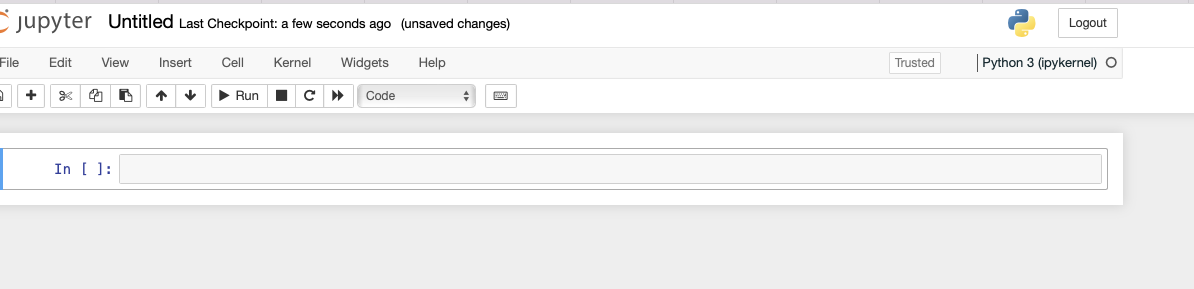 jupyter Untitled Last Checkpoint: a few seconds ago (unsaved changes) Logout
File Edit View Insert Cell Kernel Widgets Help Trusted Python 3 (ipykernel)
Run Code
In [ ]: